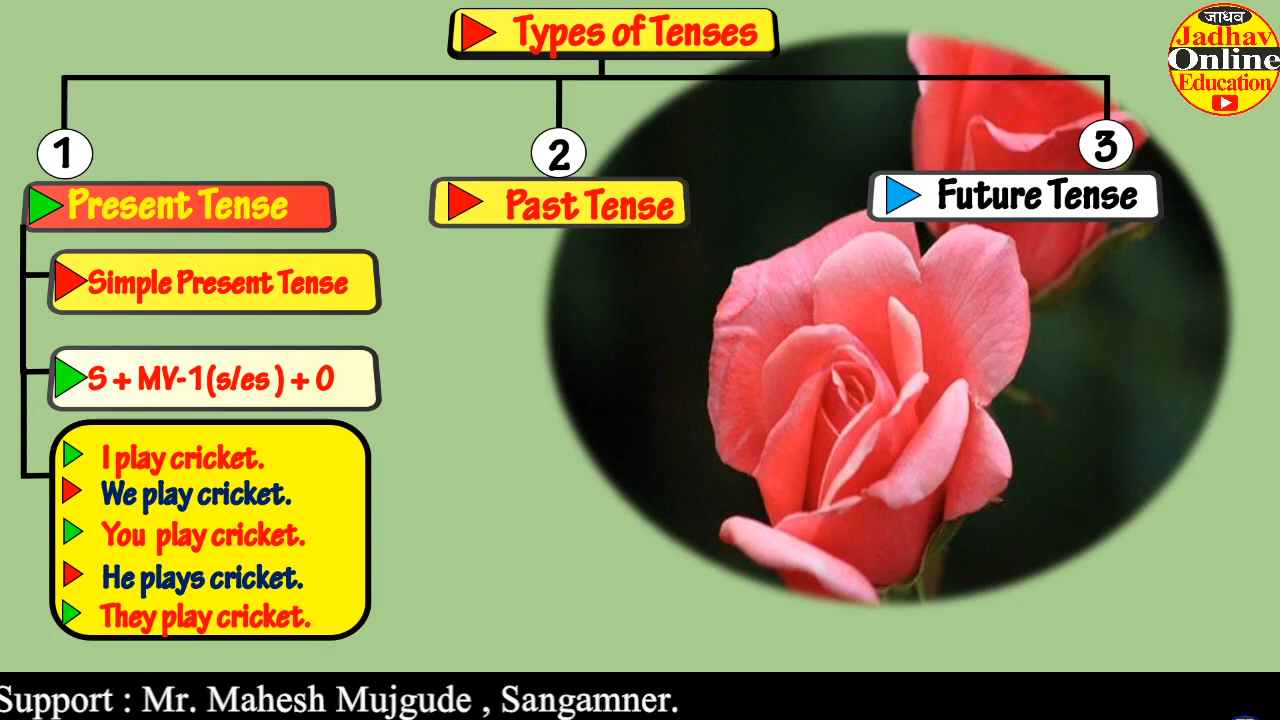 Types of Tenses
जाधव
Jadhav
Online
Education
1
2
3
Present Tense
Past Tense
Future Tense
Simple Present Tense
S + MV-1(s/es) + O
I play cricket.
We play cricket.
You play cricket.
He plays cricket.
They play cricket.
Support : Mr. Mahesh Mujgude , Sangamner.